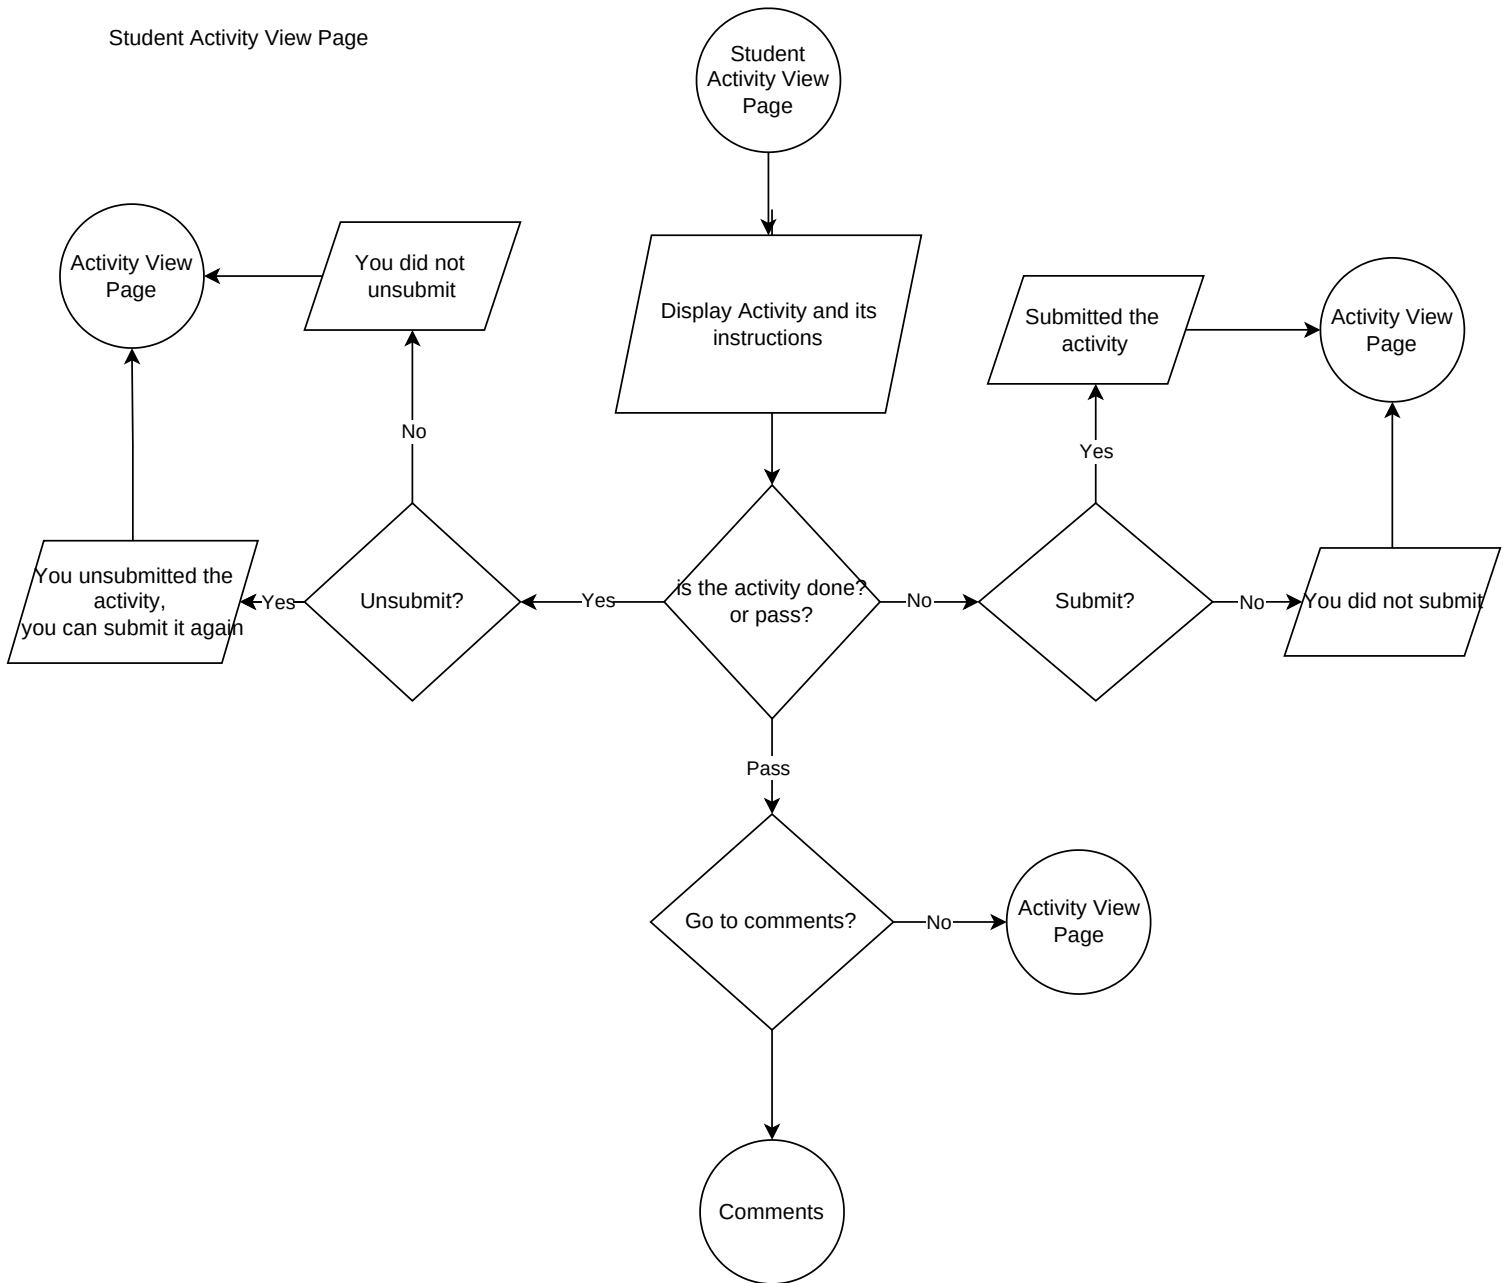 Student Activity View Page
Student
Activity View
Page
Activity View
Page
You did not
unsubmit
Display Activity and its
instructions
Submitted the
activity
Activity View
Page
No
Yes
You unsubmitted the
activity,
you can submit it again
Yes
Unsubmit?
Yes
is the activity done?
or pass?
No
Submit?
No
You did not submit
Pass
Go to comments?
No
Activity View
Page
Comments